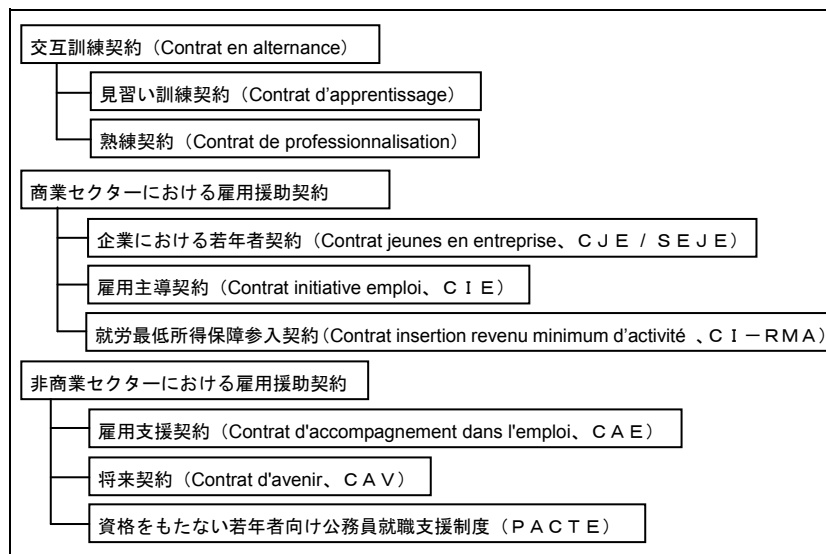 交互訓練契約（Contrat en alternance）
見習い訓練契約（Contrat d’apprentissage）
熟練契約（Contrat de professionnalisation）
商業セクターにおける雇用援助契約
企業における若年者契約（Contrat jeunes en entreprise、ＣＪＥ / ＳＥＪＥ）
雇用主導契約（Contrat initiative emploi、ＣＩＥ）
就労最低所得保障参入契約（Contrat insertion revenu minimum d’activité 、ＣＩ－RMA）
非商業セクターにおける雇用援助契約
雇用支援契約（Contrat d'accompagnement dans l'emploi、ＣＡＥ）
将来契約（Contrat d'avenir、ＣＡＶ）
資格をもたない若年者向け公務員就職支援制度（ＰＡＣＴＥ）